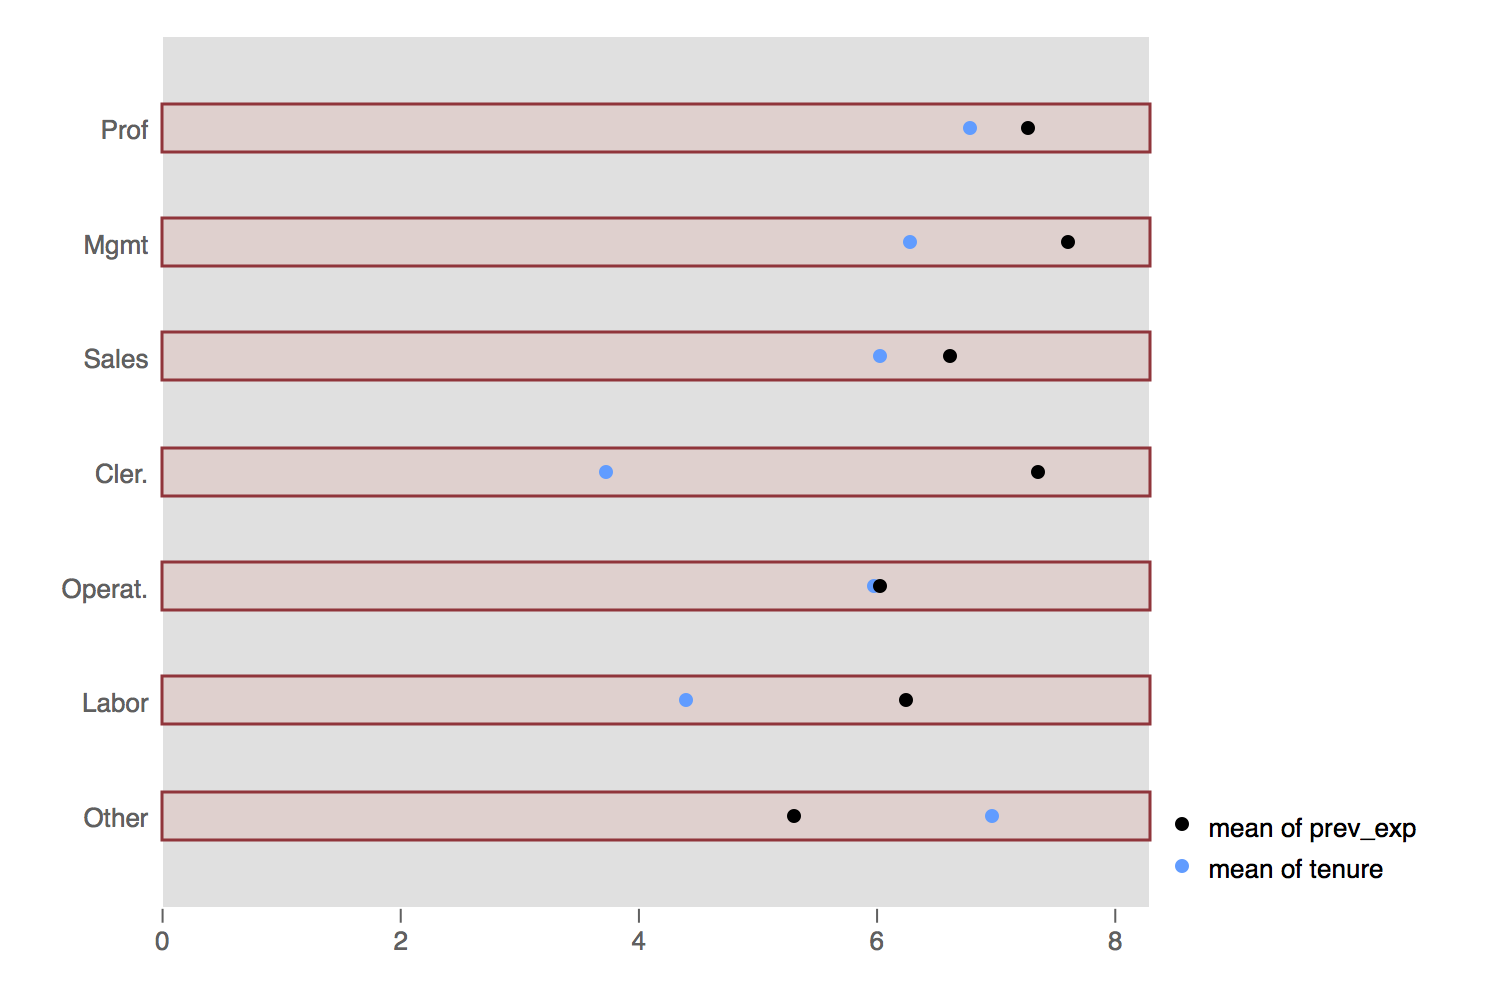 Prof
Mgmt
Sales
Cler.
Operat.
Labor
Other
mean of prev_exp
mean of tenure
0 2 4 6 8